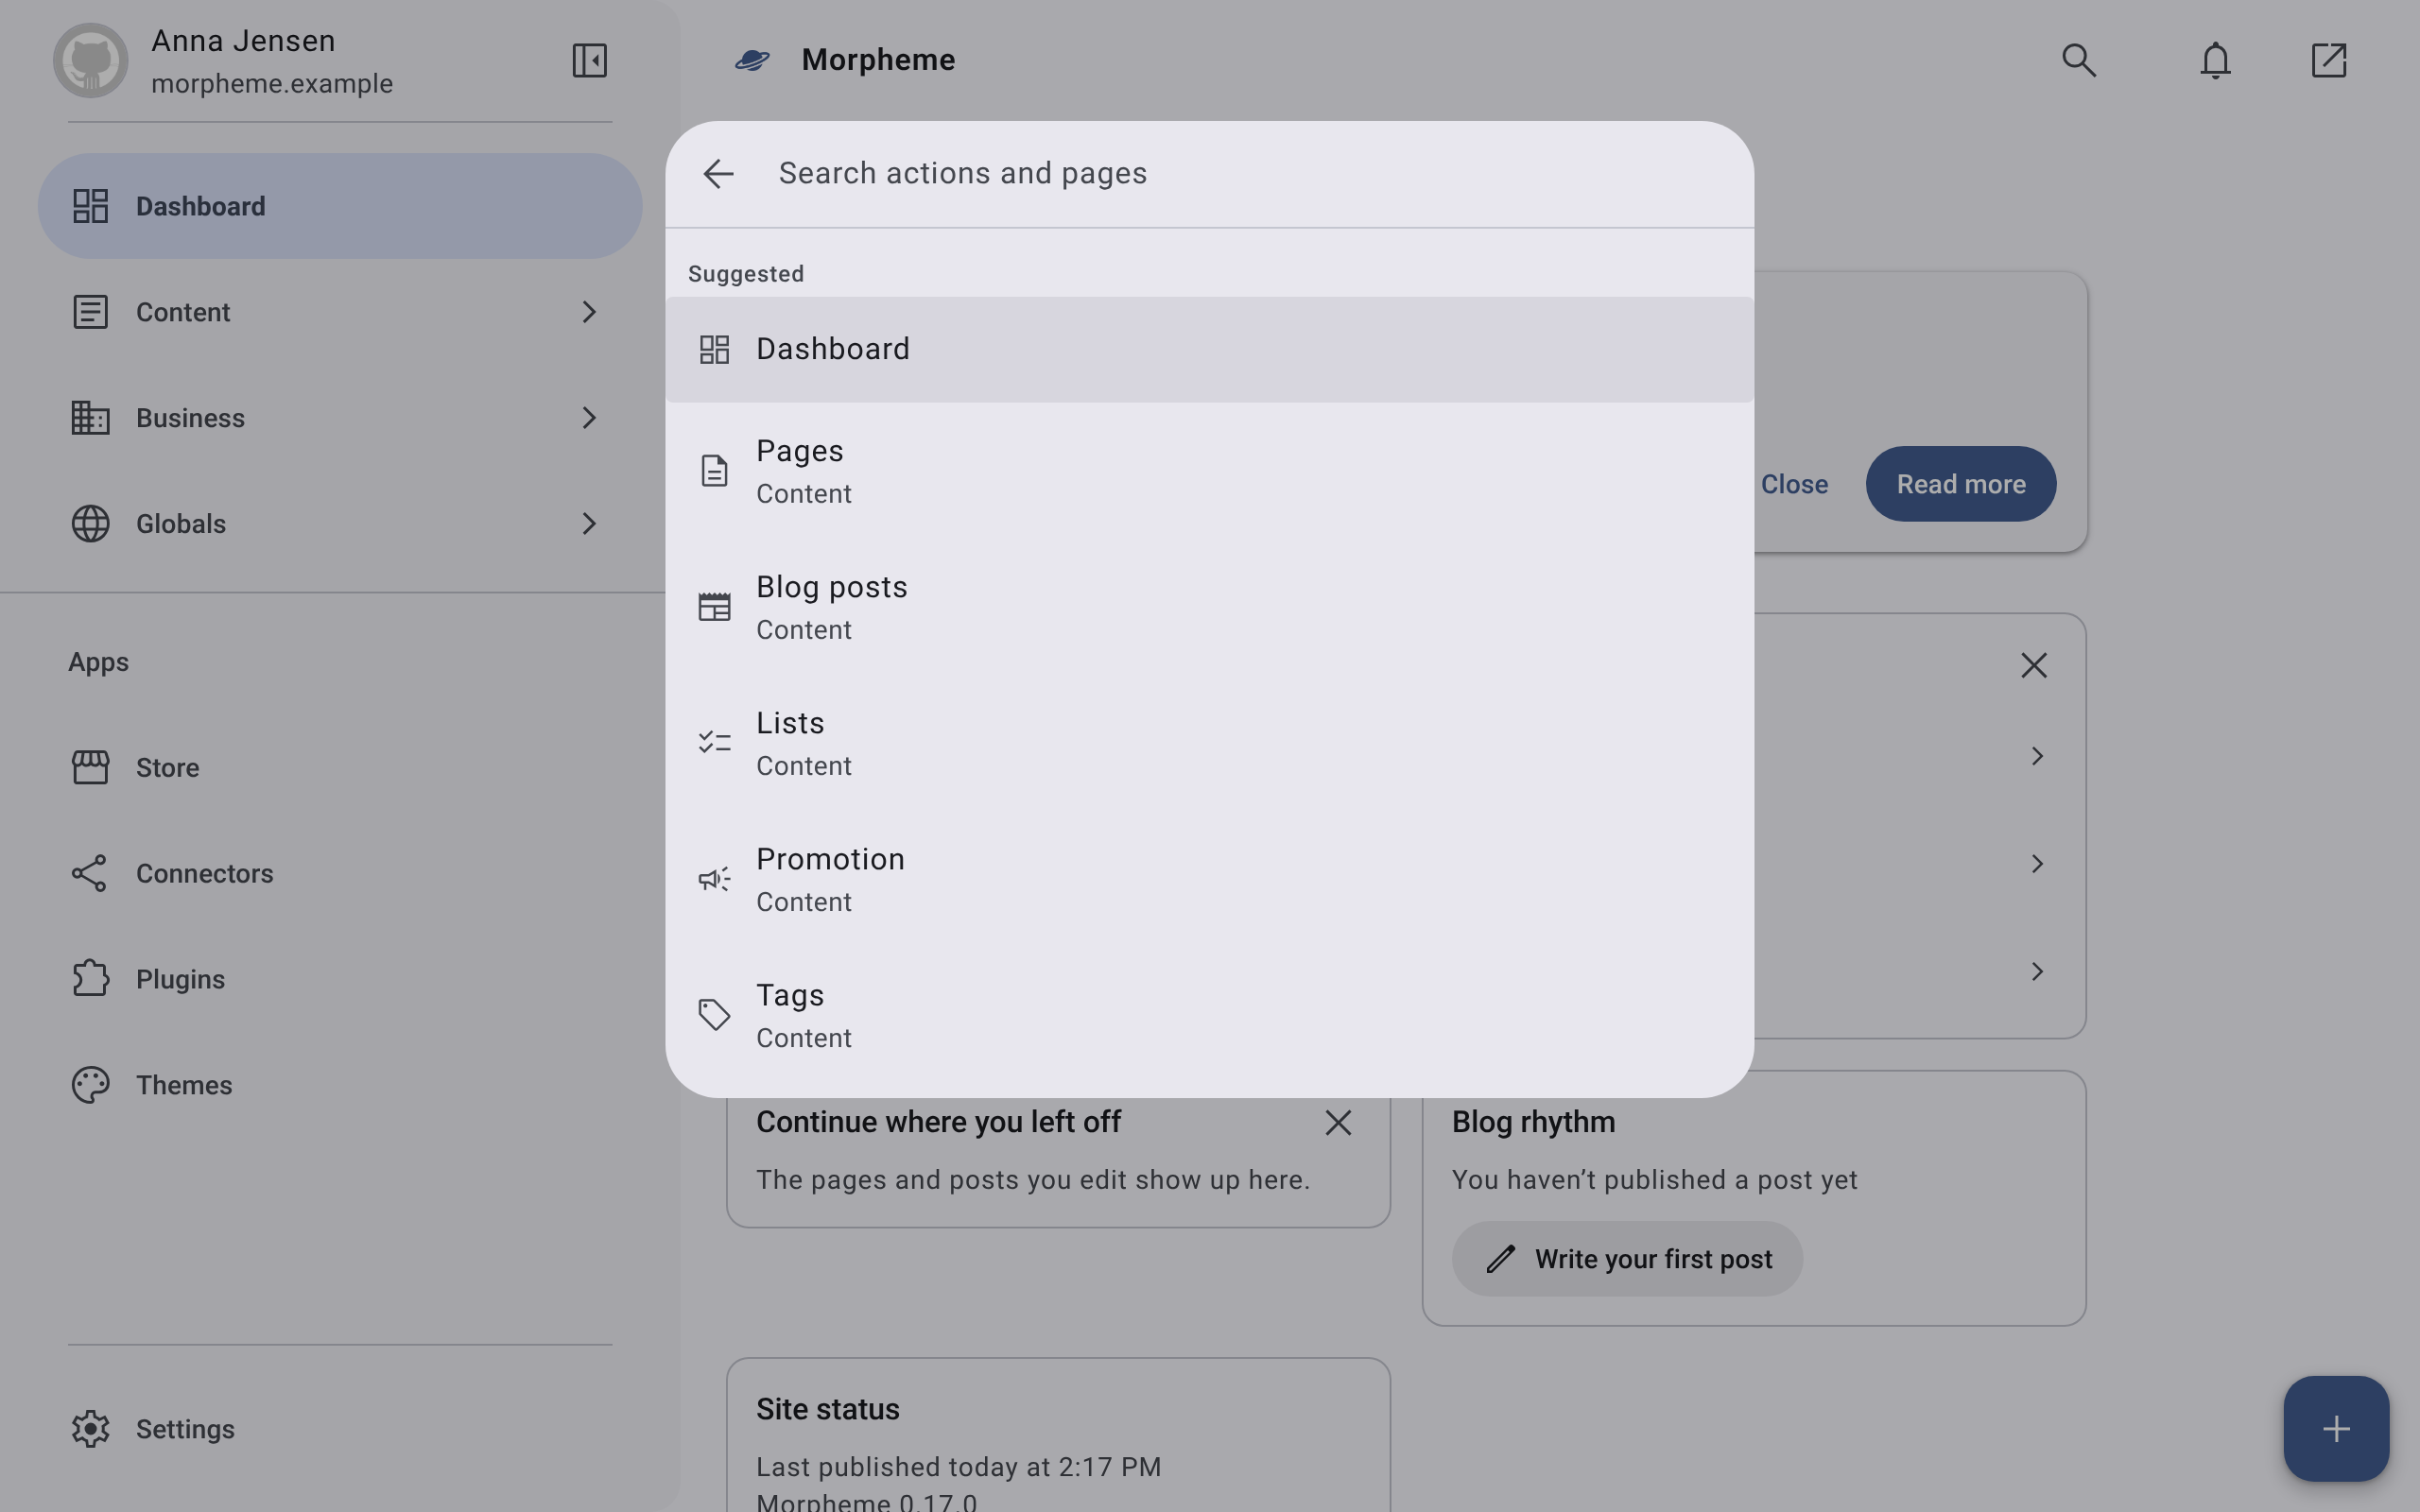 Anna Jensen
morpheme.example
Dashboard
Content
Business
Globals
Apps
Store
Connectors
Plugins
Themes
Settings
Morpheme
Search actions and pages
Suggested
Dashboard
Pages
Content
Blog posts
Content
Lists
Content
Promotion
Content
Tags
Content
Close
Read more
Continue where you left off
The pages and posts you edit show up here.
Blog rhythm
You haven’t published a post yet
Write your first post
Site status
Last published today at 2:17 PM
Morpheme 0.17.0